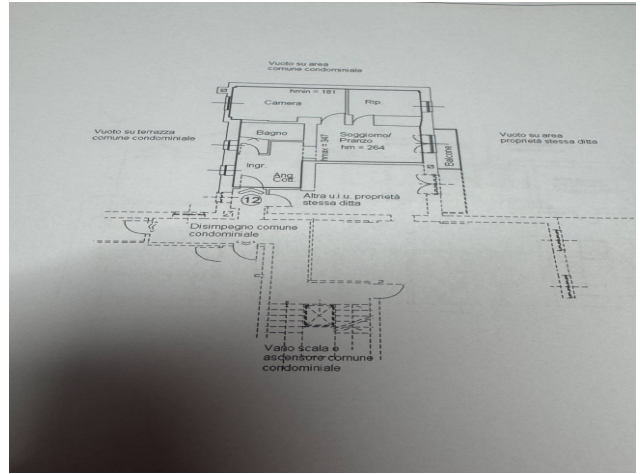 Vuoto su area
comune condominiale
hmin = 181
Camera
Rip.
Vuoto su terrazza
comune condominiale
Bagno
Soggiorno/
Pranzo
hm = 264
hmax = 347
Vuoto su area
proprietà stessa ditta
Balcone
Ingr.
Ang.
Cott.
12
Altra u.i.u. proprietà
stessa ditta
Disimpegno comune
condominiale
Vano scala e
ascensore comune
condominiale